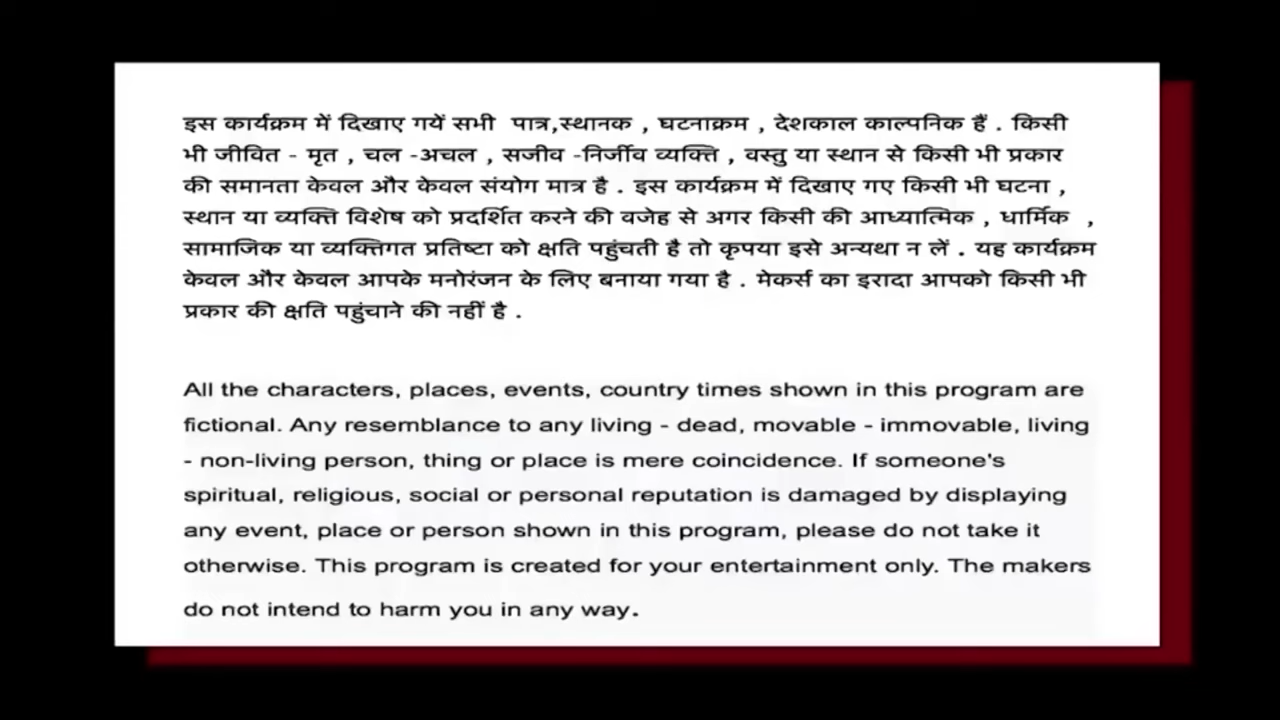 इस कार्यक्रम में दिखाए गयें सभी पात्र,स्थानक , घटनाक्रम , देशकाल काल्पनिक हैं . किसी
भी जीवित - मृत , चल -अचल , सजीव -निर्जीव व्यक्ति , वस्तु या स्थान से किसी भी प्रकार
की समानता केवल और केवल संयोग मात्र है . इस कार्यक्रम में दिखाए गए किसी भी घटना ,
स्थान या व्यक्ति विशेष को प्रदर्शित करने की वजेह से अगर किसी की आध्यात्मिक , धार्मिक ,
सामाजिक या व्यक्तिगत प्रतिष्टा को क्षति पहुंचती है तो कृपया इसे अन्यथा न लें . यह कार्यक्रम
केवल और केवल आपके मनोरंजन के लिए बनाया गया है . मेकर्स का इरादा आपको किसी भी
प्रकार की क्षति पहुंचाने की नहीं है .
All the characters, places, events, country times shown in this program are
fictional. Any resemblance to any living - dead, movable - immovable, living
- non-living person, thing or place is mere coincidence. If someone's
spiritual, religious, social or personal reputation is damaged by displaying
any event, place or person shown in this program, please do not take it
otherwise. This program is created for your entertainment only. The makers
do not intend to harm you in any way.